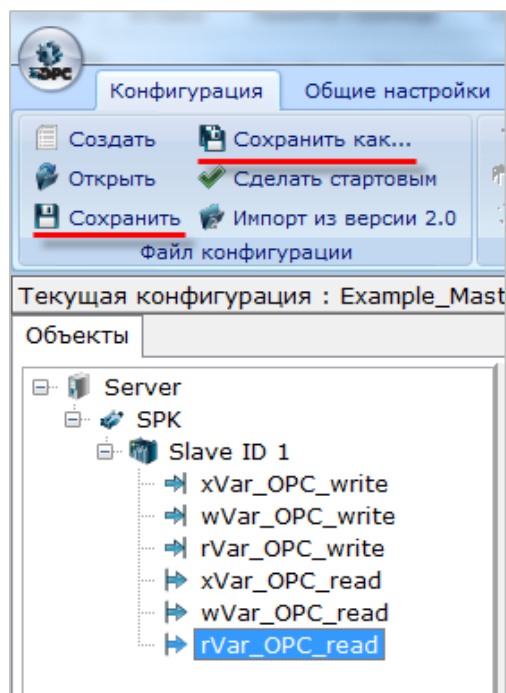 OPC
Конфигурация Общие настройки
Создать Сохранить как...
Открыть Сделать стартовым
Сохранить Импорт из версии 2.0
Файл конфигурации
Текущая конфигурация : Example_Mast
Объекты
Server
SPK
Slave ID 1
xVar_OPC_write
wVar_OPC_write
rVar_OPC_write
xVar_OPC_read
wVar_OPC_read
rVar_OPC_read